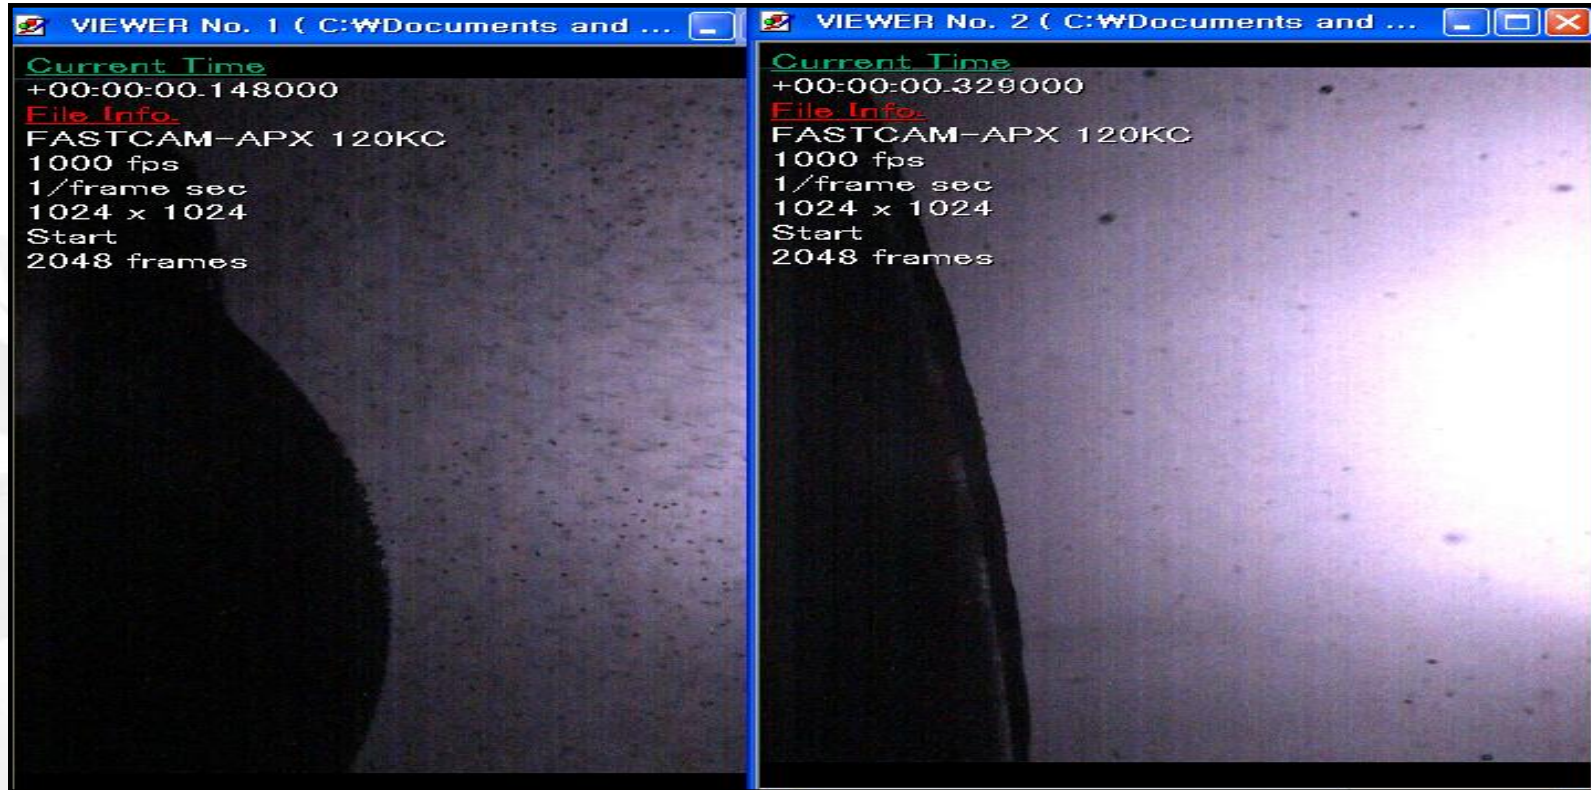 VIEWER No. 1 ( C:₩Documents and ...
Current Time
+00:00:00.148000
File Info.
FASTCAM-APX 120KC
1000 fps
1/frame sec
1024 x 1024
Start
2048 frames
VIEWER No. 2 ( C:₩Documents and ...
Current Time
+00:00:00.329000
File Info.
FASTCAM-APX 120KC
1000 fps
1/frame sec
1024 x 1024
Start
2048 frames